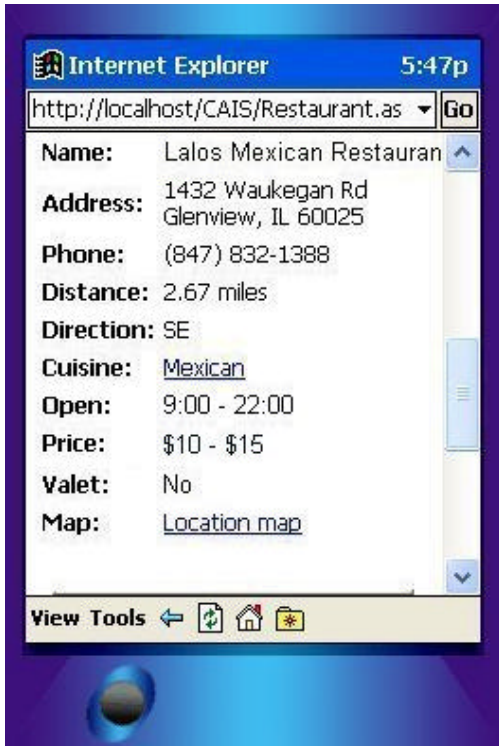 Internet Explorer 5:47p
http://localhost/CAIS/Restaurant.as Go
Name: Lalos Mexican Restauran
Address: 1432 Waukegan Rd
Glenview, IL 60025
Phone: (847) 832-1388
Distance: 2.67 miles
Direction: SE
Cuisine: Mexican
Open: 9:00 - 22:00
Price: $10 - $15
Valet: No
Map: Location map
View Tools